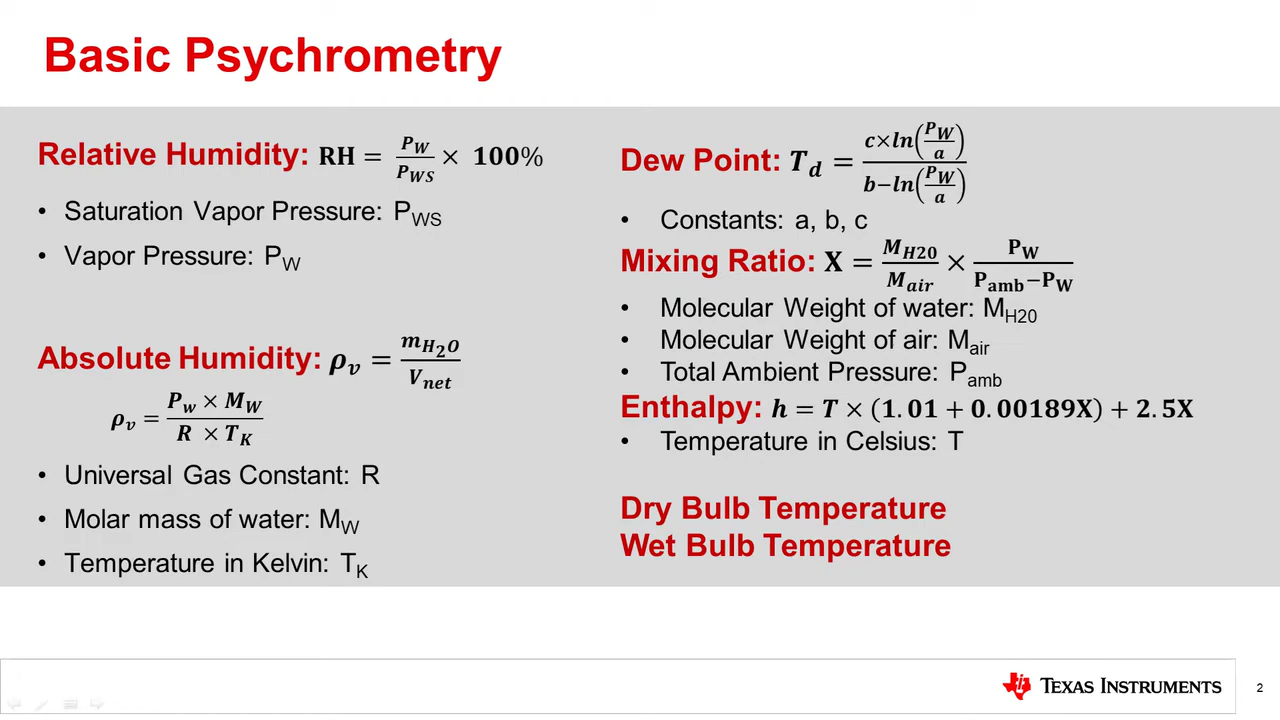 Basic Psychrometry
Relative Humidity: RH = P_W / P_WS × 100%
• Saturation Vapor Pressure: P_WS
• Vapor Pressure: P_W
Absolute Humidity: ρ_v = m_H₂O / V_net
ρ_v = (P_w × M_W) / (R × T_K)
• Universal Gas Constant: R
• Molar mass of water: M_W
• Temperature in Kelvin: T_K
Dew Point: T_d = (c×ln(P_W/a)) / (b−ln(P_W/a))
• Constants: a, b, c
Mixing Ratio: X = M_H20 / M_air × P_W / (P_amb−P_W)
• Molecular Weight of water: M_H20
• Molecular Weight of air: M_air
• Total Ambient Pressure: P_amb
Enthalpy: h = T × (1.01 + 0.00189X) + 2.5X
• Temperature in Celsius: T
Dry Bulb Temperature
Wet Bulb Temperature
TEXAS INSTRUMENTS
2